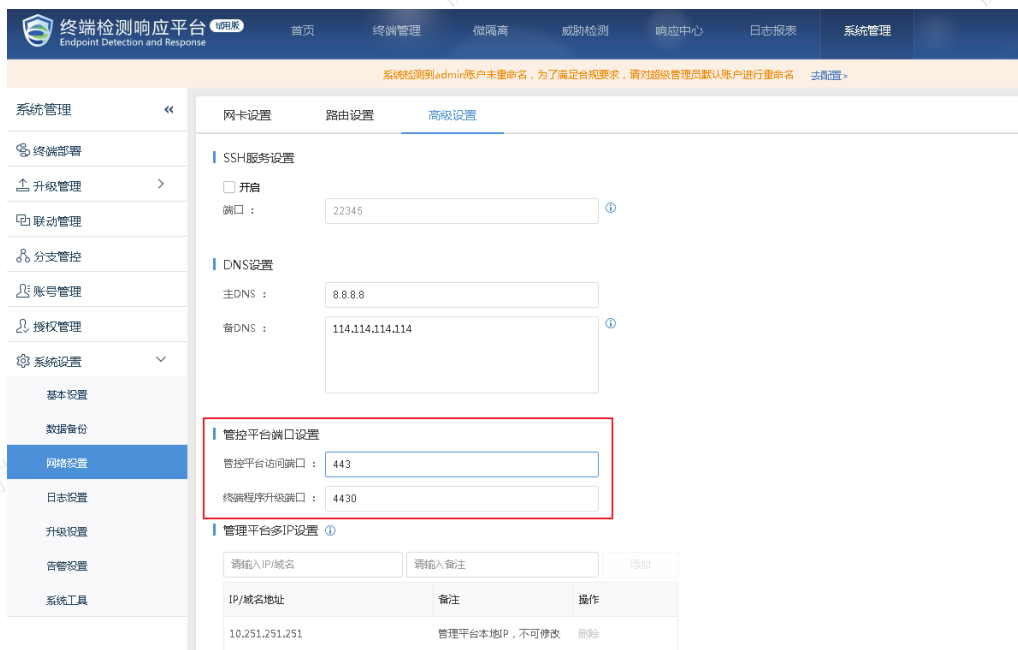 终端检测响应平台 试用版
Endpoint Detection and Response
首页 终端管理 微隔离 威胁检测 响应中心 日志报表 系统管理
系统检测到admin账户未重命名，为了满足合规要求，请对超级管理员默认账户进行重命名 去配置»
系统管理 «
终端部署
升级管理
联动管理
分支管控
账号管理
授权管理
系统设置
基本设置
数据备份
网络设置
日志设置
升级设置
告警设置
系统工具
网卡设置 路由设置 高级设置
SSH服务设置
开启
端口 ： 22345
DNS设置
主DNS ： 8.8.8.8
备DNS ： 114.114.114.114
管控平台端口设置
管控平台访问端口 ： 443
终端程序升级端口 ： 4430
管理平台多IP设置
请输入IP/域名 请输入备注 添加
IP/域名地址 备注 操作
10.251.251.251 管理平台本地IP，不可修改 删除